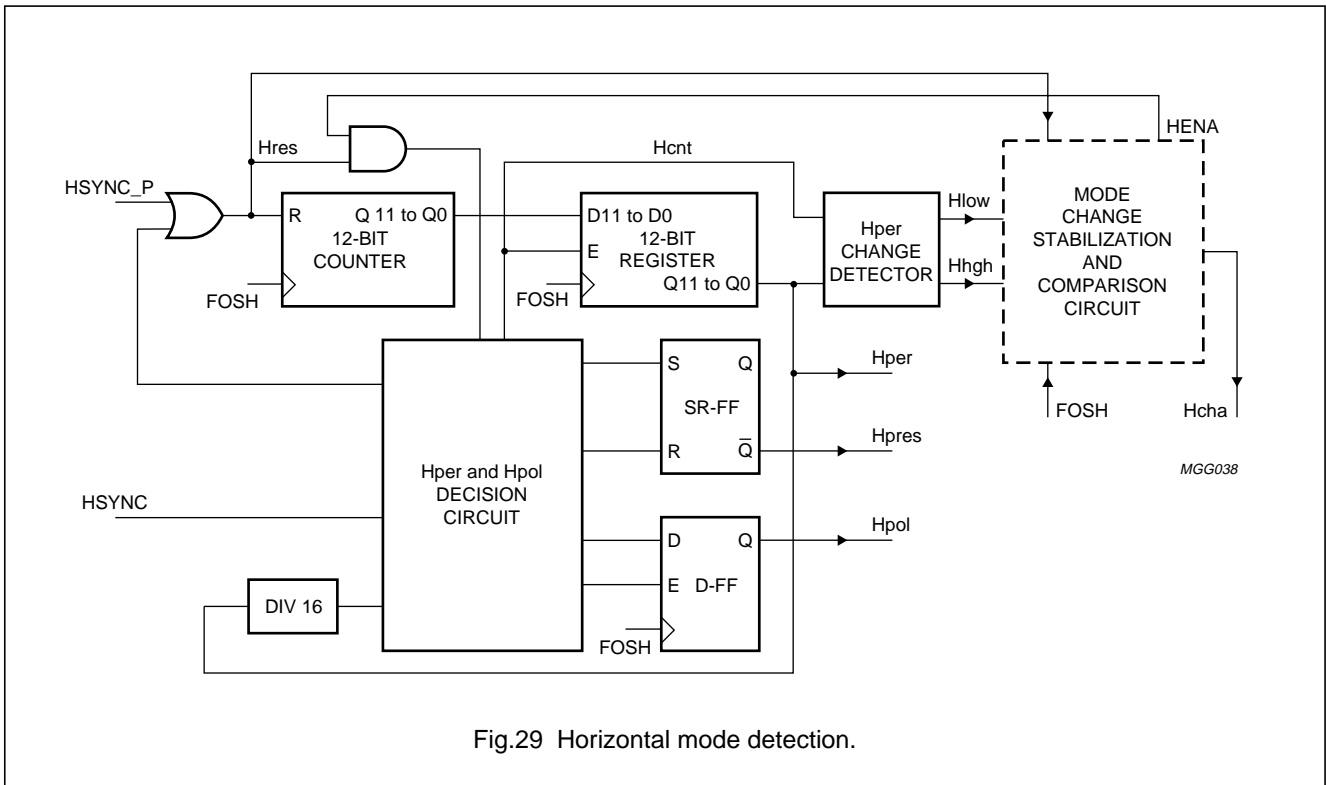 HENA
Hres
Hcnt
HSYNC_P
R
Q 11 to Q0
12-BIT
COUNTER
FOSH
D11 to D0
12-BIT
E
REGISTER
Q11 to Q0
FOSH
Hper
CHANGE
DETECTOR
Hlow
Hhgh
MODE
CHANGE
STABILIZATION
AND
COMPARISON
CIRCUIT
S
Q
SR-FF
R
Q̅
Hper
Hpres
FOSH
Hcha
MGG038
Hper and Hpol
DECISION
CIRCUIT
HSYNC
D
Q
E
D-FF
FOSH
Hpol
DIV 16
Fig.29 Horizontal mode detection.